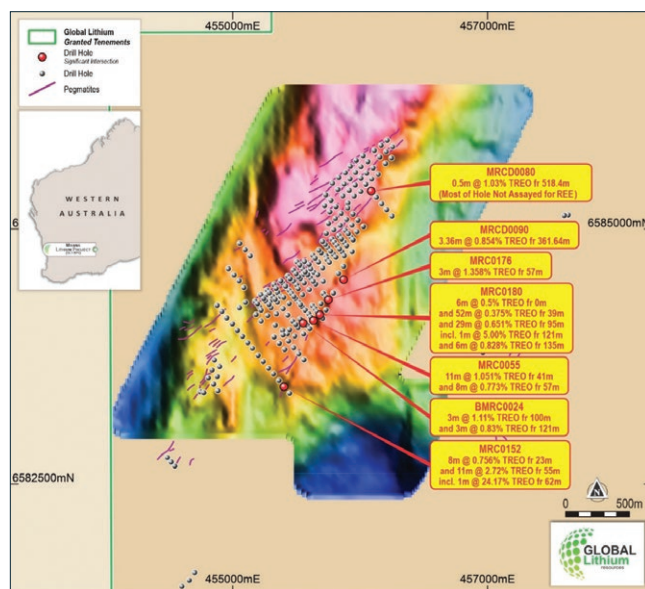 455000mE
457000mE
Global Lithium
Granted Tenements
Drill Hole
Significant Intersection
Drill Hole
Pegmatites
WESTERN
AUSTRALIA
Lithium Project
MRCD0080
0.5m @ 1.03% TREO fr 518.4m
(Most of Hole Not Assayed for REE)
6585000mN
MRCD0090
3.36m @ 0.854% TREO fr 361.64m
MRC0176
3m @ 1.358% TREO fr 57m
MRC0180
6m @ 0.5% TREO fr 0m
and 52m @ 0.375% TREO fr 39m
and 29m @ 0.651% TREO fr 95m
incl. 1m @ 5.00% TREO fr 121m
and 6m @ 0.828% TREO fr 135m
MRC0055
11m @ 1.051% TREO fr 41m
and 8m @ 0.773% TREO fr 57m
BMRC0024
3m @ 1.11% TREO fr 100m
and 3m @ 0.83% TREO fr 121m
MRC0152
8m @ 0.756% TREO fr 23m
and 11m @ 2.72% TREO fr 55m
incl. 1m @ 24.17% TREO fr 62m
6582500mN
N
0 500m
GLOBAL
Lithium
RESOURCES
455000mE
457000mE